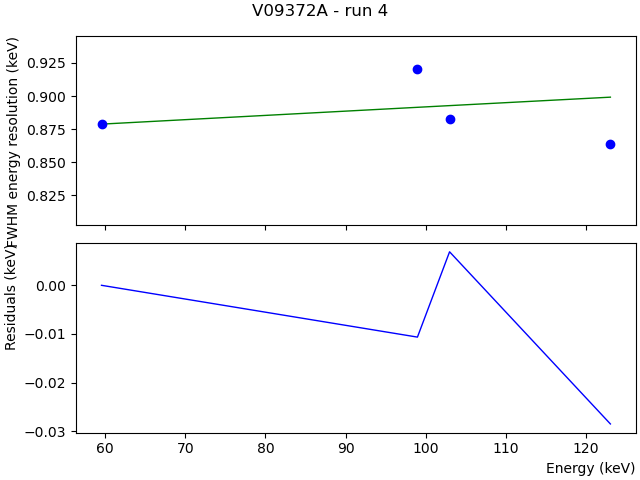 V09372A - run 4
FWHM energy resolution (keV)
0.925
0.900
0.875
0.850
0.825
Residuals (keV)
0.00
−0.01
−0.02
−0.03
60 70 80 90 100 110 120
Energy (keV)